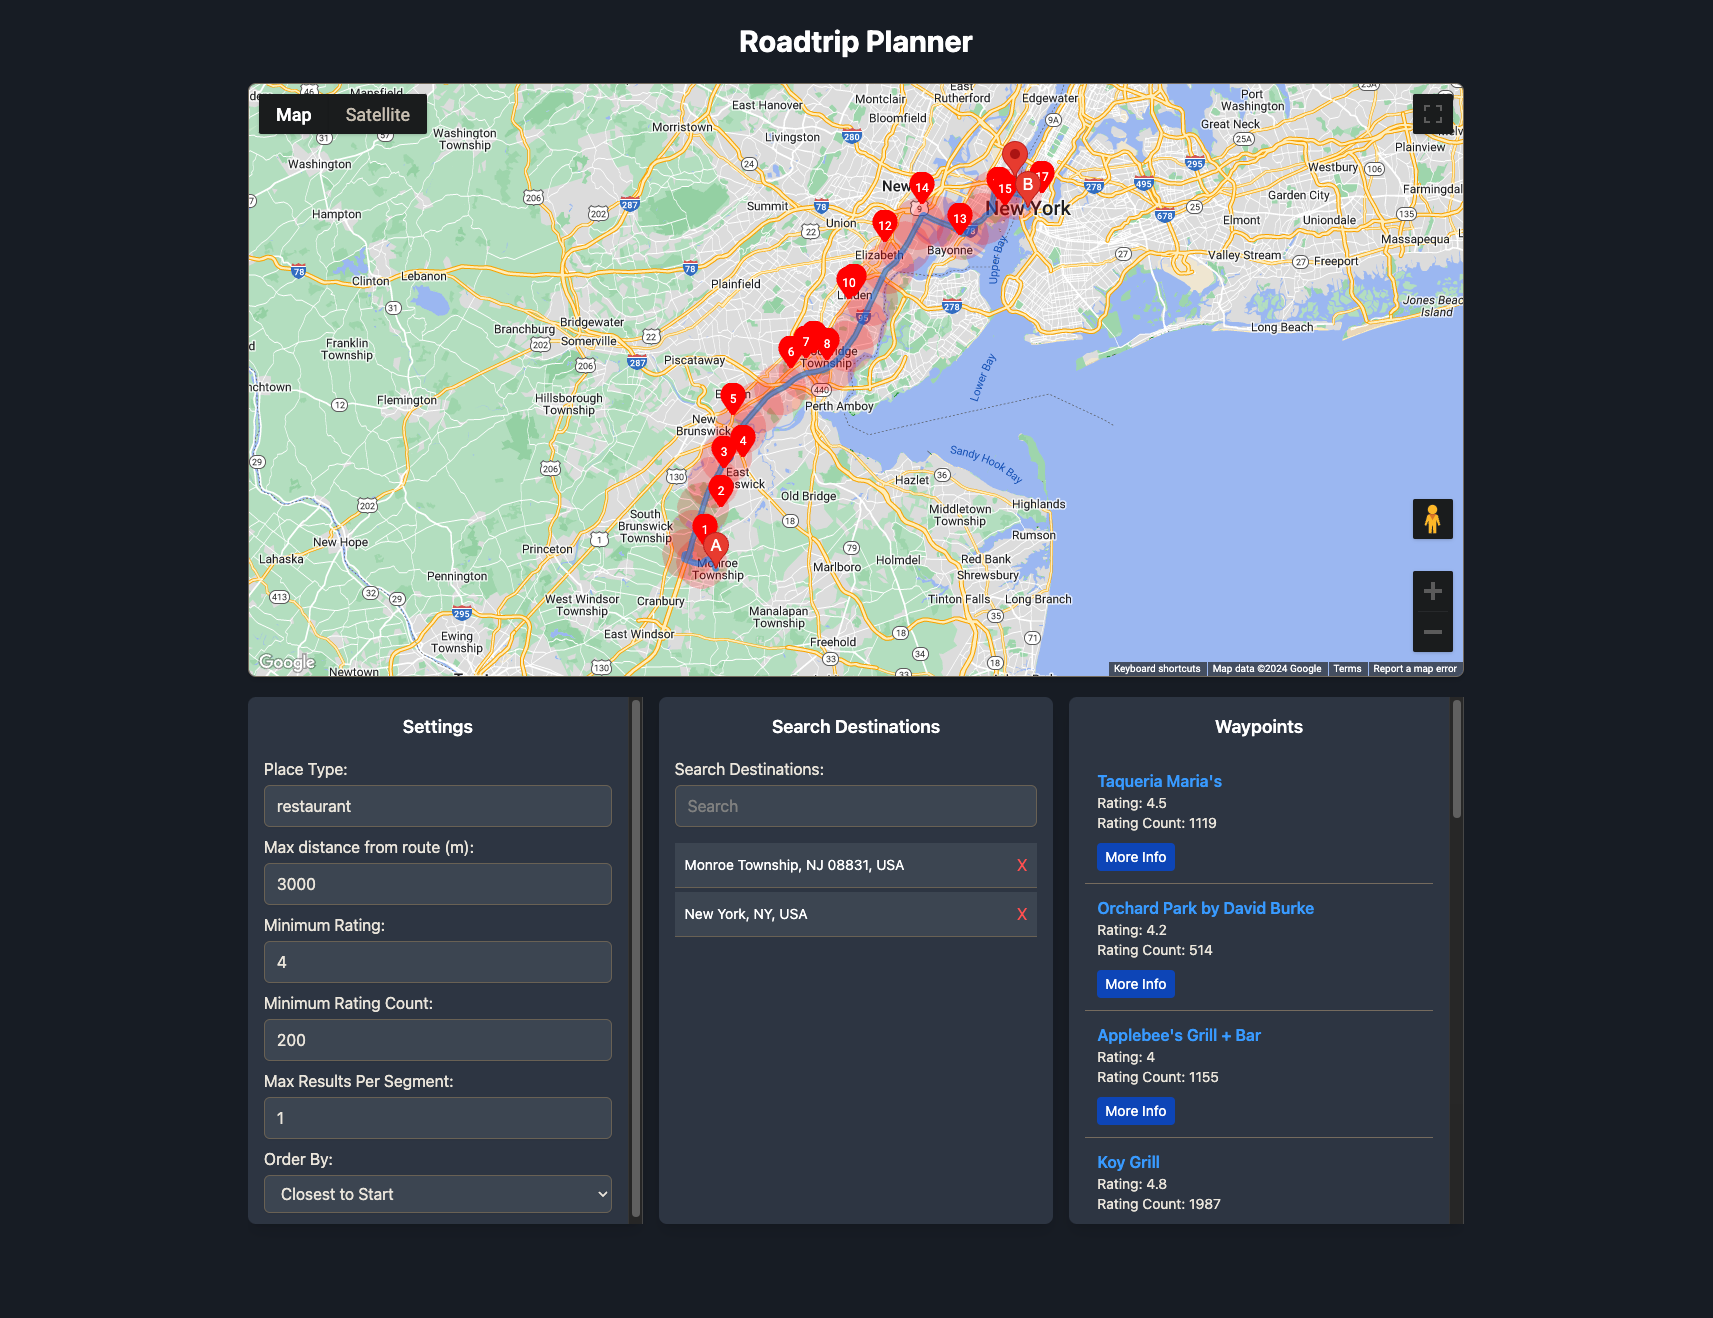 Roadtrip Planner
Map
Satellite
Mansfield
Washington
Township
Washington
Hampton
Morristown
East Hanover
Livingston
Montclair
Bloomfield
East
Rutherford
Edgewater
Port
Washington
Great Neck
Plainview
Westbury
Garden City
Farmingdal
Elmont
Uniondale
Massapequa
Valley Stream
Freeport
Jones Beac
Island
Long Beach
Summit
Union
New
New York
Elizabeth
Bayonne
Linden
Upper Bay
Clinton
Lebanon
Plainfield
Branchburg
Bridgewater
Somerville
Franklin
Township
Piscataway
Township
Perth Amboy
Lower Bay
Flemington
Hillsborough
Township
New
Brunswick
East
swick
Old Bridge
Sandy Hook Bay
Hazlet
Highlands
Middletown
Township
Rumson
South
Brunswick
Township
Princeton
New Hope
Lahaska
Pennington
Monroe
Township
Marlboro
Holmdel
Red Bank
Shrewsbury
Tinton Falls
Long Branch
West Windsor
Township
Cranbury
Manalapan
Township
East Windsor
Freehold
Ewing
Township
Newtown
1
2
3
4
5
6
7
8
10
12
13
14
15
17
A
B
Google
Keyboard shortcuts
Map data ©2024 Google
Terms
Report a map error
Settings
Place Type:
restaurant
Max distance from route (m):
3000
Minimum Rating:
4
Minimum Rating Count:
200
Max Results Per Segment:
1
Order By:
Closest to Start
Search Destinations
Search Destinations:
Search
Monroe Township, NJ 08831, USA X
New York, NY, USA X
Waypoints
Taqueria Maria's
Rating: 4.5
Rating Count: 1119
More Info
Orchard Park by David Burke
Rating: 4.2
Rating Count: 514
More Info
Applebee's Grill + Bar
Rating: 4
Rating Count: 1155
More Info
Koy Grill
Rating: 4.8
Rating Count: 1987